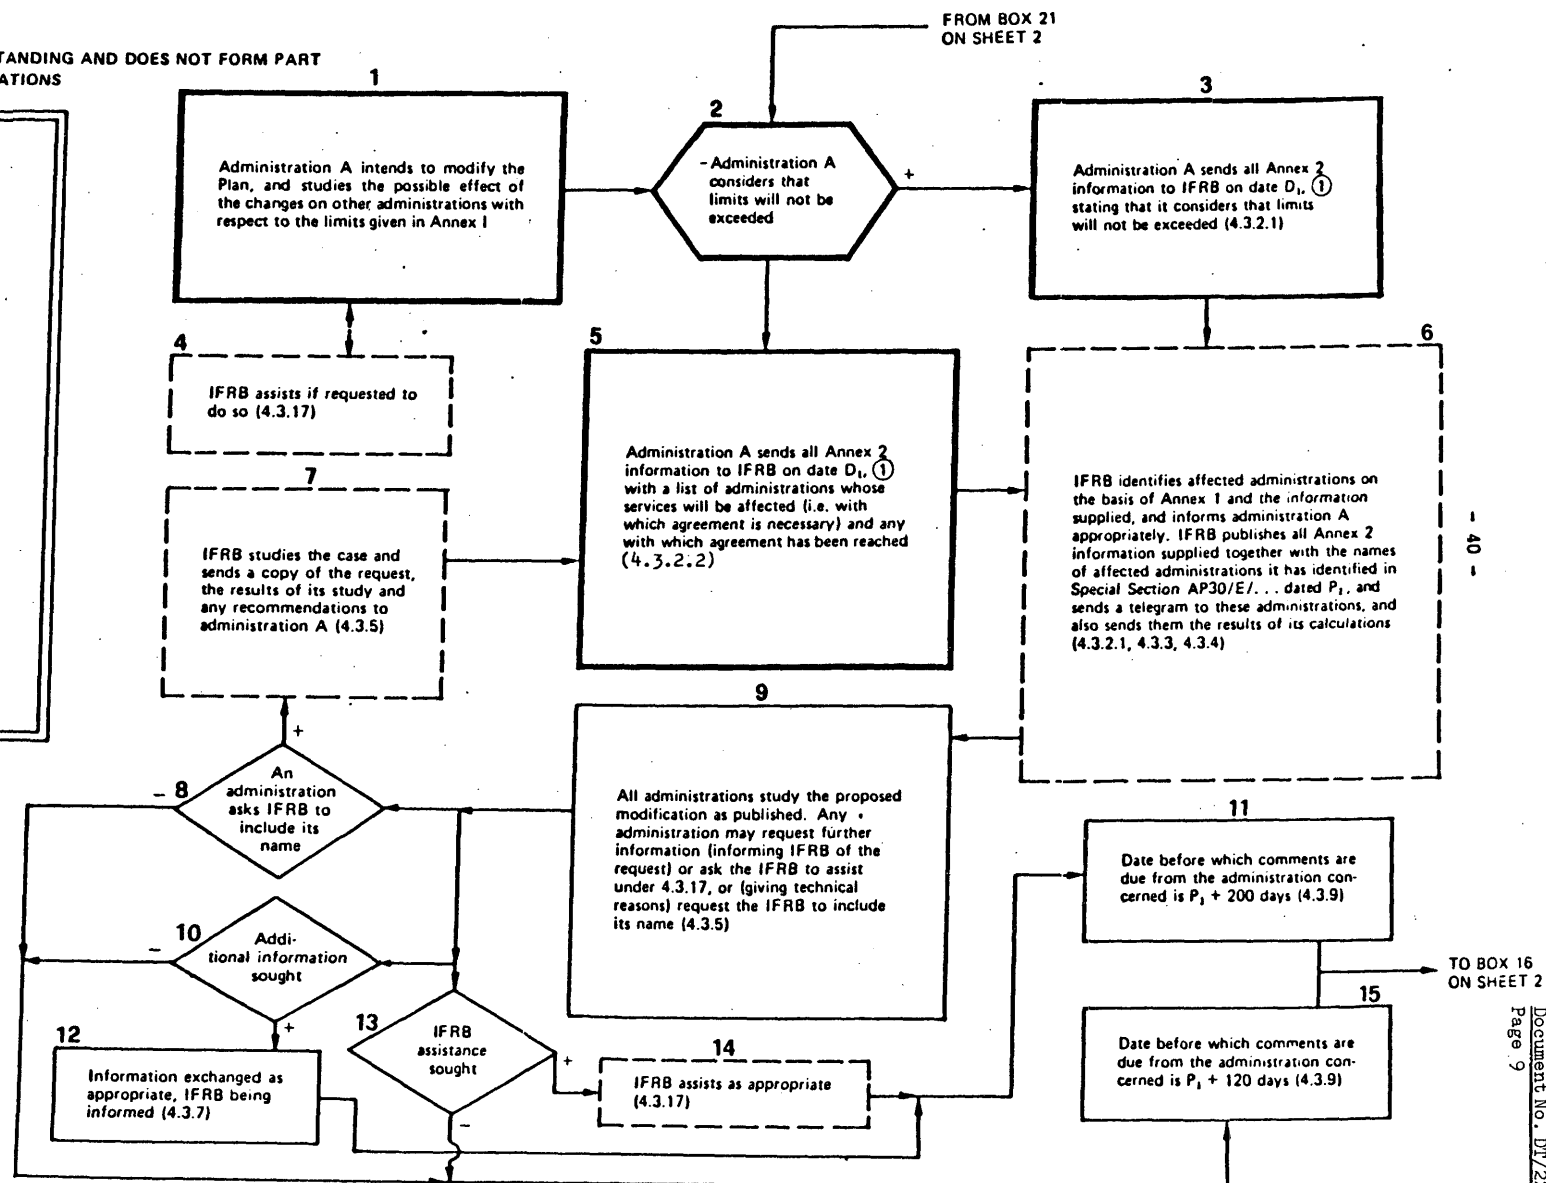 FROM BOX 21
ON SHEET 2
TANDING AND DOES NOT FORM PART
ATIONS
1
Administration A intends to modify the
Plan, and studies the possible effect of
the changes on other administrations with
respect to the limits given in Annex I
2
– Administration A
considers that
limits will not be
exceeded
+
3
Administration A sends all Annex 2
information to IFRB on date D₁, ①
stating that it considers that limits
will not be exceeded (4.3.2.1)
4
IFRB assists if requested to
do so (4.3.17)
5
Administration A sends all Annex 2
information to IFRB on date D₁, ①
with a list of administrations whose
services will be affected (i.e. with
which agreement is necessary) and any
with which agreement has been reached
(4.3.2.2)
6
IFRB identifies affected administrations on
the basis of Annex 1 and the information
supplied, and informs administration A
appropriately. IFRB publishes all Annex 2
information supplied together with the names
of affected administrations it has identified in
Special Section AP30/E/... dated P₁, and
sends a telegram to these administrations, and
also sends them the results of its calculations
(4.3.2.1, 4.3.3, 4.3.4)
- 40 -
7
IFRB studies the case and
sends a copy of the request,
the results of its study and
any recommendations to
administration A (4.3.5)
+
8
–
An
administration
asks IFRB to
include its
name
9
All administrations study the proposed
modification as published. Any
administration may request further
information (informing IFRB of the
request) or ask the IFRB to assist
under 4.3.17, or (giving technical
reasons) request the IFRB to include
its name (4.3.5)
10
–
Addi-
tional information
sought
+
11
Date before which comments are
due from the administration con-
cerned is P₁ + 200 days (4.3.9)
TO BOX 16
ON SHEET 2
12
Information exchanged as
appropriate, IFRB being
informed (4.3.7)
13
IFRB
assistance
sought
+
–
14
IFRB assists as appropriate
(4.3.17)
15
Date before which comments are
due from the administration con-
cerned is P₁ + 120 days (4.3.9)
Document No. DT/2
Page 9